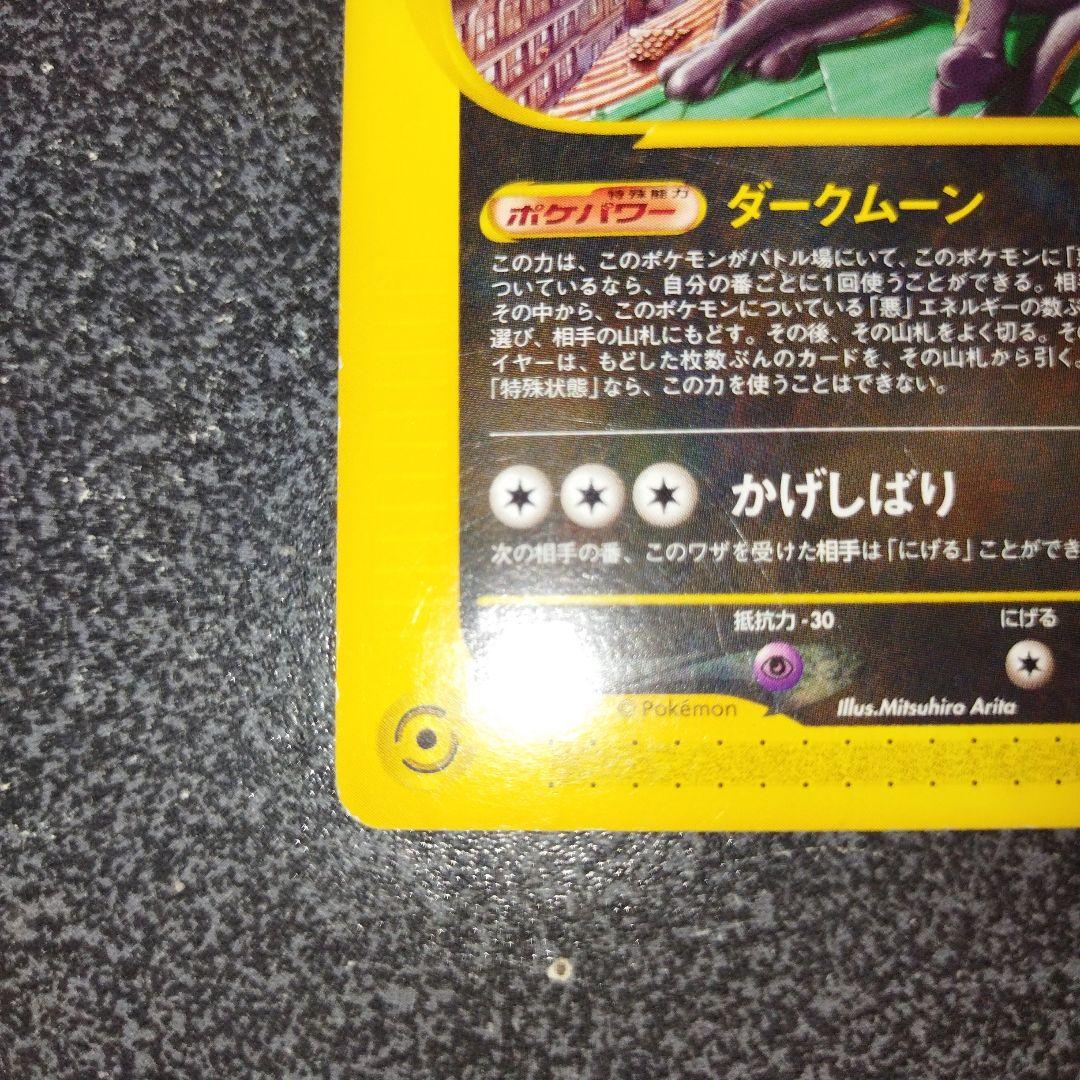 特殊能力
ポケパワー ダークムーン
この力は、このポケモンがバトル場にいて、このポケモンに「
ついているなら、自分の番ごとに1回使うことができる。相
その中から、このポケモンについている「悪」エネルギーの数ぶ
選び、相手の山札にもどす。その後、その山札をよく切る。そ
イヤーは、もどした枚数ぶんのカードを、その山札から引く。
「特殊状態」なら、この力を使うことはできない。
かげしばり
次の相手の番、このワザを受けた相手は「にげる」ことができ
抵抗力 -30 にげる
© Pokémon Illus.Mitsuhiro Arita